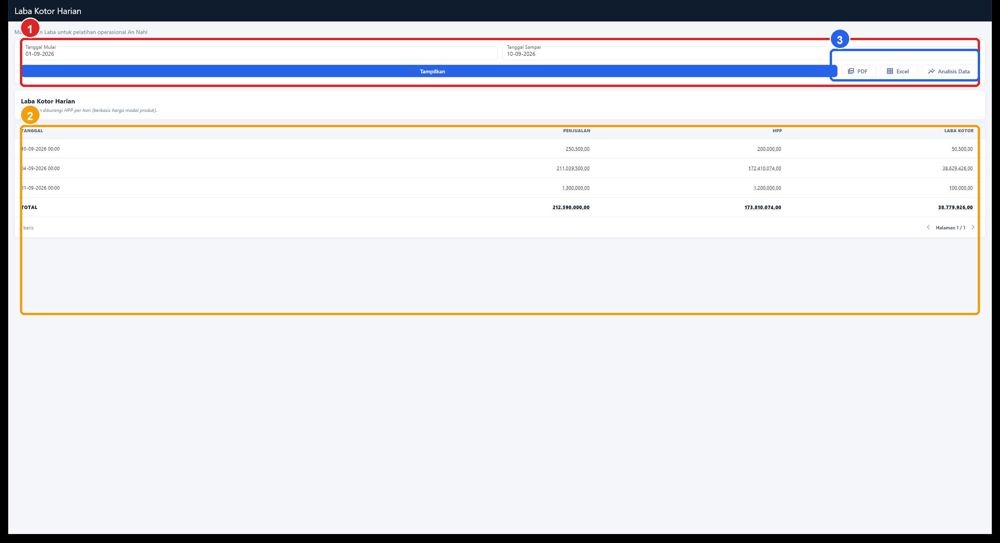 Laba Kotor Harian
1
Laba untuk pelatihan operasional An Nahl
3
Tanggal Mulai
01-09-2026
Tanggal Sampai
10-09-2026
Tampilkan
PDF
Excel
Analisis Data
Laba Kotor Harian
2
dikurangi HPP per hari (berbasis harga modal produk).
TANGGAL PENJUALAN HPP LABA KOTOR
10-09-2026 00:00 250.500,00 200.000,00 50.500,00
04-09-2026 00:00 211.039.500,00 172.410.074,00 38.629.426,00
01-09-2026 00:00 1.300.000,00 1.200.000,00 100.000,00
TOTAL 212.590.000,00 173.810.074,00 38.779.926,00
baris
Halaman 1 / 1